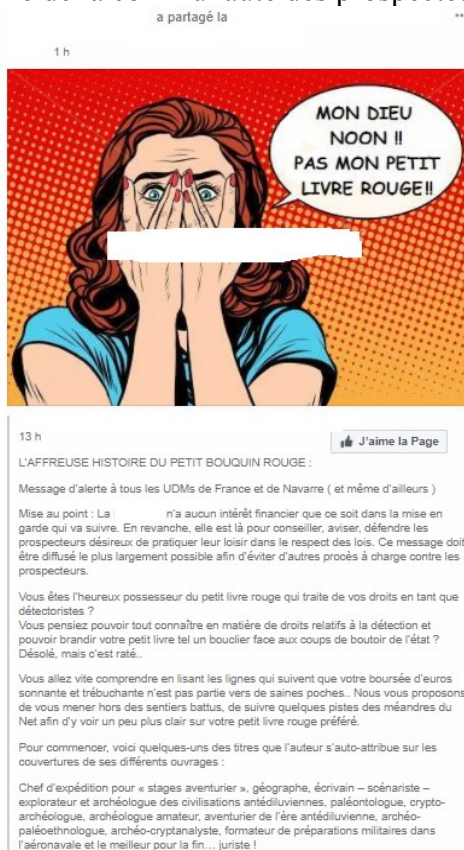 a partagé la
1 h
MON DIEU
NOON !!
PAS MON PETIT
LIVRE ROUGE!!
13 h
J'aime la Page
L'AFFREUSE HISTOIRE DU PETIT BOUQUIN ROUGE :
Message d'alerte à tous les UDMs de France et de Navarre ( et même d'ailleurs )
Mise au point : La n'a aucun intérêt financier que ce soit dans la mise en
garde qui va suivre. En revanche, elle est là pour conseiller, aviser, défendre les
prospecteurs désireux de pratiquer leur loisir dans le respect des lois. Ce message doit
être diffusé le plus largement possible afin d'éviter d'autres procès à charge contre les
prospecteurs.
Vous êtes l'heureux possesseur du petit livre rouge qui traite de vos droits en tant que
détectoristes ?
Vous pensiez pouvoir tout connaître en matière de droits relatifs à la détection et
pouvoir brandir votre petit livre tel un bouclier face aux coups de boutoir de l'état ?
Désolé, mais c'est raté..
Vous allez vite comprendre en lisant les lignes qui suivent que votre boursée d'euros
sonnante et trébuchante n'est pas partie vers de saines poches.. Nous vous proposons
de vous mener hors des sentiers battus, de suivre quelques pistes des méandres du
Net afin d'y voir un peu plus clair sur votre petit livre rouge préféré.
Pour commencer, voici quelques-uns des titres que l'auteur s'auto-attribue sur les
couvertures de ses différents ouvrages :
Chef d'expédition pour « stages aventurier », géographe, écrivain – scénariste –
explorateur et archéologue des civilisations antédiluviennes, paléontologue, crypto-
archéologue, archéologue amateur, aventurier de l'ère antédiluvienne, archéo-
paléoethnologue, archéo-cryptanalyste, formateur de préparations militaires dans
l'aéronavale et le meilleur pour la fin… juriste !